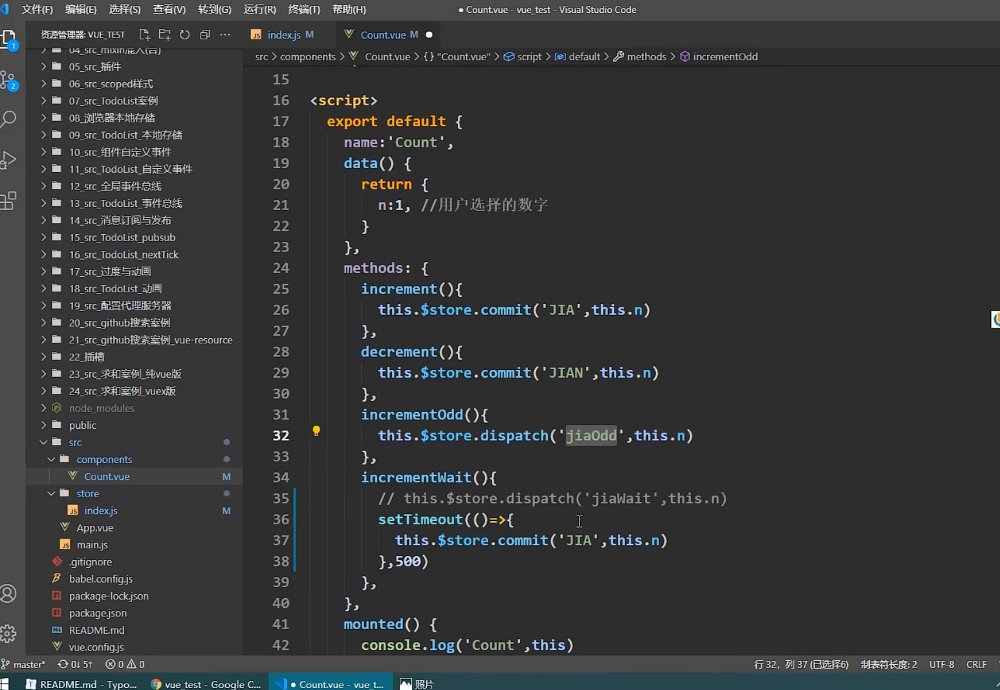 文件(F) 编辑(E) 选择(S) 查看(V) 转到(G) 运行(R) 终端(T) 帮助(H) ● Count.vue - vue_test - Visual Studio Code
资源管理器: VUE_TEST ··· index.js M Count.vue M ●
src > components > Count.vue > {} "Count.vue" > script > default > methods > incrementOdd
1
2
04_src_mixin混入(合)
05_src_插件
06_src_scoped样式
07_src_TodoList案例
08_浏览器本地存储
09_src_TodoList_本地存储
10_src_组件自定义事件
11_src_TodoList_自定义事件
12_src_全局事件总线
13_src_TodoList_事件总线
14_src_消息订阅与发布
15_src_TodoList_pubsub
16_src_TodoList_nextTick
17_src_过度与动画
18_src_TodoList_动画
19_src_配置代理服务器
20_src_github搜索案例
21_src_github搜索案例_vue-resource
22_插槽
23_src_求和案例_纯vue版
24_src_求和案例_vuex版
node_modules
public
src
components
Count.vue M
store
JS index.js M
App.vue
JS main.js
.gitignore
babel.config.js
package-lock.json
package.json
README.md
vue.config.js
15
16 <script>
17 export default {
18 name:'Count',
19 data() {
20 return {
21 n:1, //用户选择的数字
22 }
23 },
24 methods: {
25 increment(){
26 this.$store.commit('JIA',this.n)
27 },
28 decrement(){
29 this.$store.commit('JIAN',this.n)
30 },
31 incrementOdd(){
32 this.$store.dispatch('jiaOdd',this.n)
33 },
34 incrementWait(){
35 // this.$store.dispatch('jiaWait',this.n)
36 setTimeout(()=>{
37 this.$store.commit('JIA',this.n)
38 },500)
39 },
40 },
41 mounted() {
42 console.log('Count',this)
master* 0↓ 5↑ 0 0 行 32，列 37 (已选择6) 制表符长度: 2 UTF-8 CRLF
README.md - Typo... vue_test - Google C... ● Count.vue - vue_t... 照片